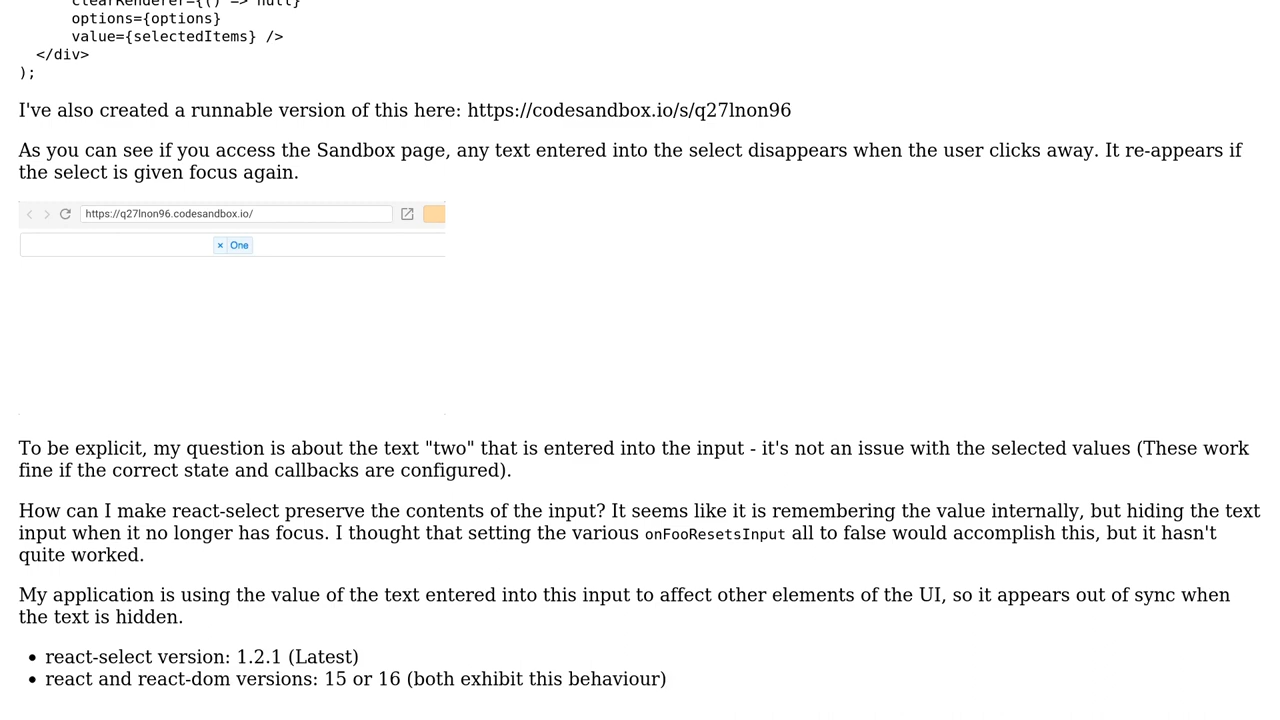 clearRenderer={() => null}
options={options}
value={selectedItems} />
</div>
);
I've also created a runnable version of this here: https://codesandbox.io/s/q27lnon96
As you can see if you access the Sandbox page, any text entered into the select disappears when the user clicks away. It re-appears if
the select is given focus again.
https://q27lnon96.codesandbox.io/
× One
To be explicit, my question is about the text "two" that is entered into the input - it's not an issue with the selected values (These work
fine if the correct state and callbacks are configured).
How can I make react-select preserve the contents of the input? It seems like it is remembering the value internally, but hiding the text
input when it no longer has focus. I thought that setting the various onFooResetsInput all to false would accomplish this, but it hasn't
quite worked.
My application is using the value of the text entered into this input to affect other elements of the UI, so it appears out of sync when
the text is hidden.
• react-select version: 1.2.1 (Latest)
• react and react-dom versions: 15 or 16 (both exhibit this behaviour)